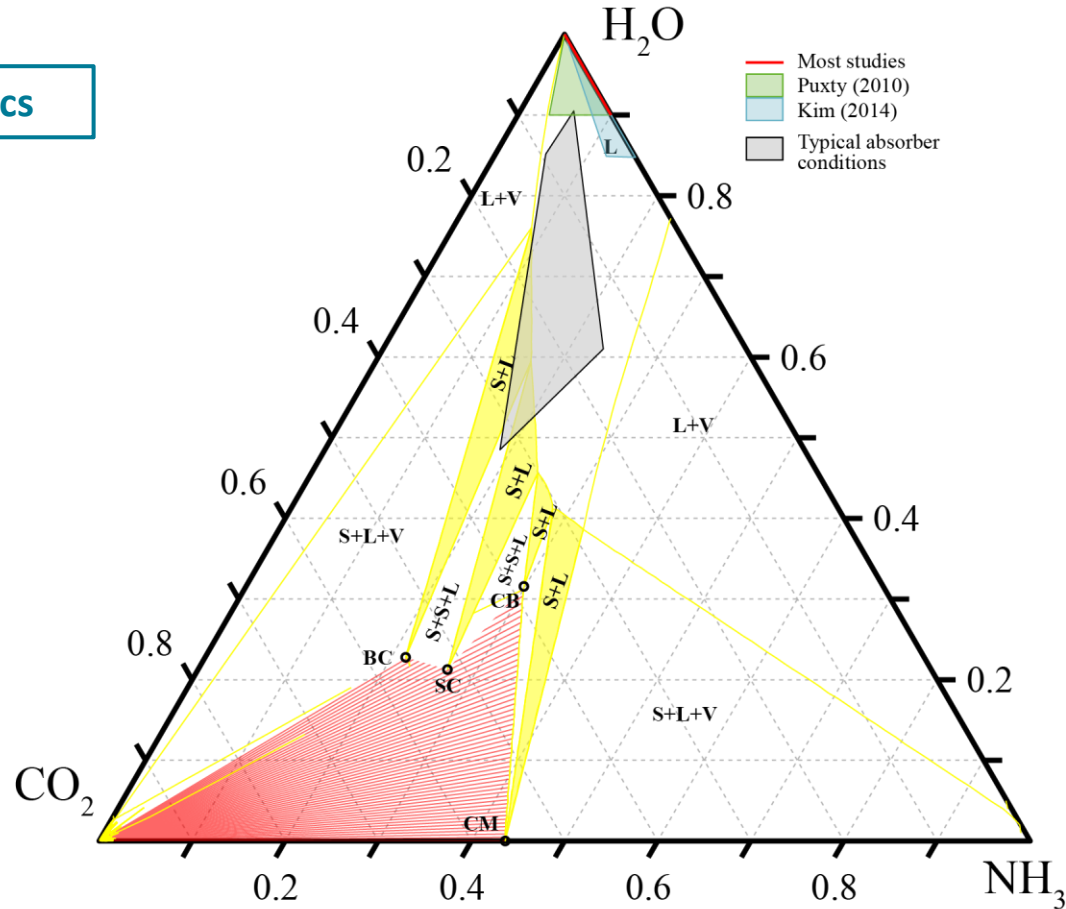 cs
H₂O
Most studies
Puxty (2010)
Kim (2014)
Typical absorber
conditions
L
0.2
L+V
0.8
0.4
0.6
S+L
L+V
0.6
S+L
0.4
S+L
S+L+V
S+S+L
S+L
CB
S+S+L
BC
SC
0.8
0.2
S+L+V
CO₂
CM
NH₃
0.2
0.4
0.6
0.8